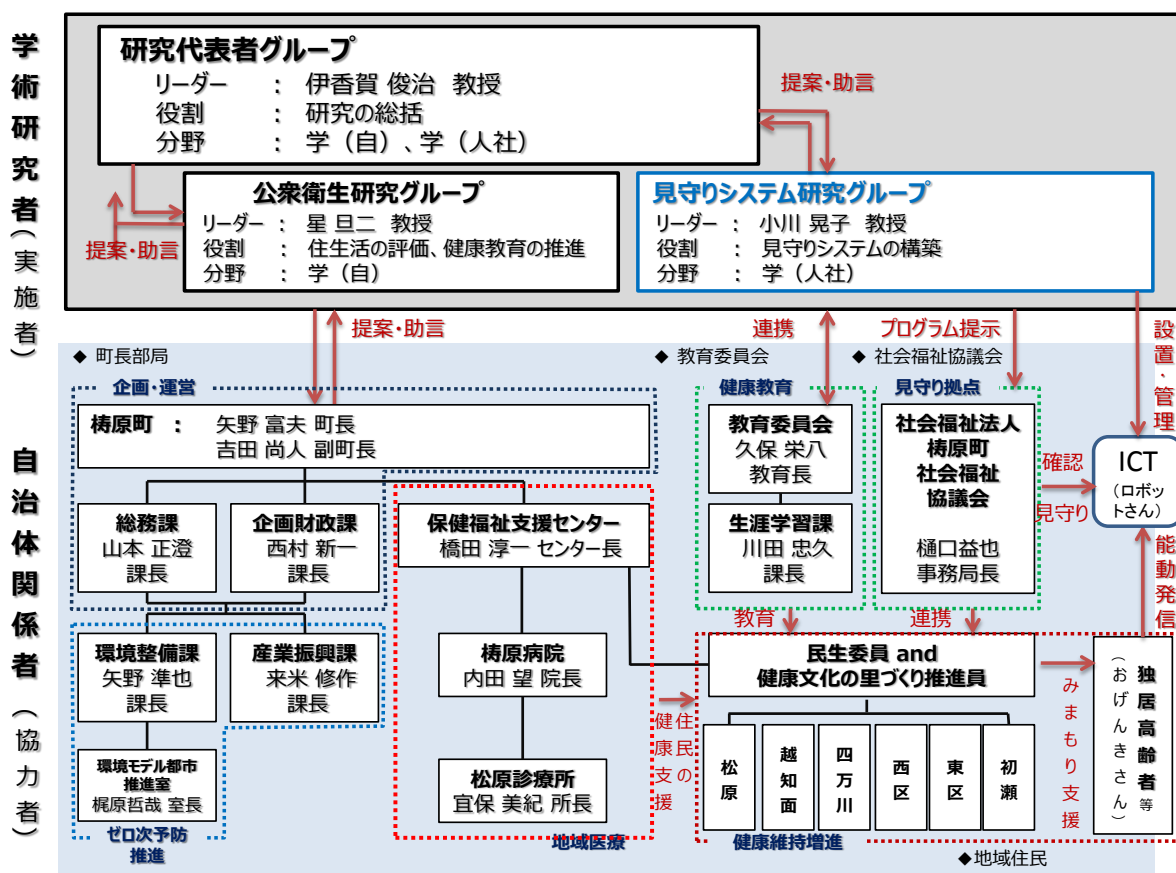 学術研究者(実施者)
研究代表者グループ
リーダー : 伊香賀 俊治 教授
役割 : 研究の総括
分野 : 学（自）、学（人社）
提案・助言
公衆衛生研究グループ
リーダー : 星 旦二 教授
役割 : 住生活の評価、健康教育の推進
分野 : 学（自）
提案・助言
見守りシステム研究グループ
リーダー : 小川 晃子 教授
役割 : 見守りシステムの構築
分野 : 学（人社）
提案・助言
連携
プログラム提示
設置・管理
自治体関係者（協力者）
◆ 町長部局
◆ 教育委員会
◆ 社会福祉協議会
企画・運営
健康教育
見守り拠点
梼原町 : 矢野 富夫 町長
吉田 尚人 副町長
教育委員会
久保 栄八
教育長
社会福祉法人
梼原町
社会福祉
協議会
樋口益也
事務局長
確認
見守り
ICT
（ロボッ
トさん）
総務課
山本 正澄
課長
企画財政課
西村 新一
課長
保健福祉支援センター
橋田 淳一 センター長
生涯学習課
川田 忠久
課長
能動発信
教育
連携
環境整備課
矢野 準也
課長
産業振興課
来米 修作
課長
梼原病院
内田 望 院長
民生委員 and
健康文化の里づくり推進員
住民の
健康支援
みまもり支援
独居高齢者等
（おげんきさん）
環境モデル都市
推進室
梶原哲哉 室長
松原診療所
宜保 美紀 所長
松原
越知面
四万川
西区
東区
初瀬
ゼロ次予防
推進
地域医療
健康維持増進
◆地域住民